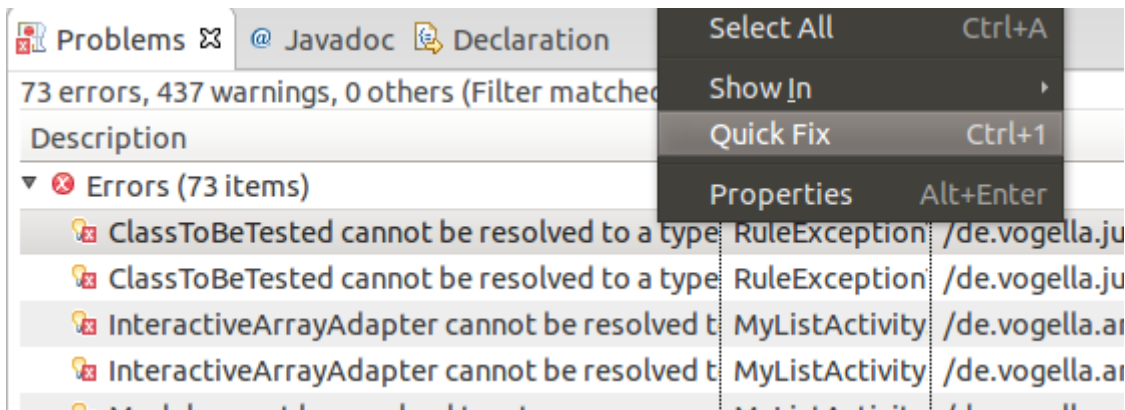 Problems @ Javadoc Declaration
73 errors, 437 warnings, 0 others (Filter matched
Description
Errors (73 items)
ClassToBeTested cannot be resolved to a type RuleException /de.vogella.ju
ClassToBeTested cannot be resolved to a type RuleException /de.vogella.ju
InteractiveArrayAdapter cannot be resolved t MyListActivity /de.vogella.ar
InteractiveArrayAdapter cannot be resolved t MyListActivity /de.vogella.ar
Select All Ctrl+A
Show In
Quick Fix Ctrl+1
Properties Alt+Enter